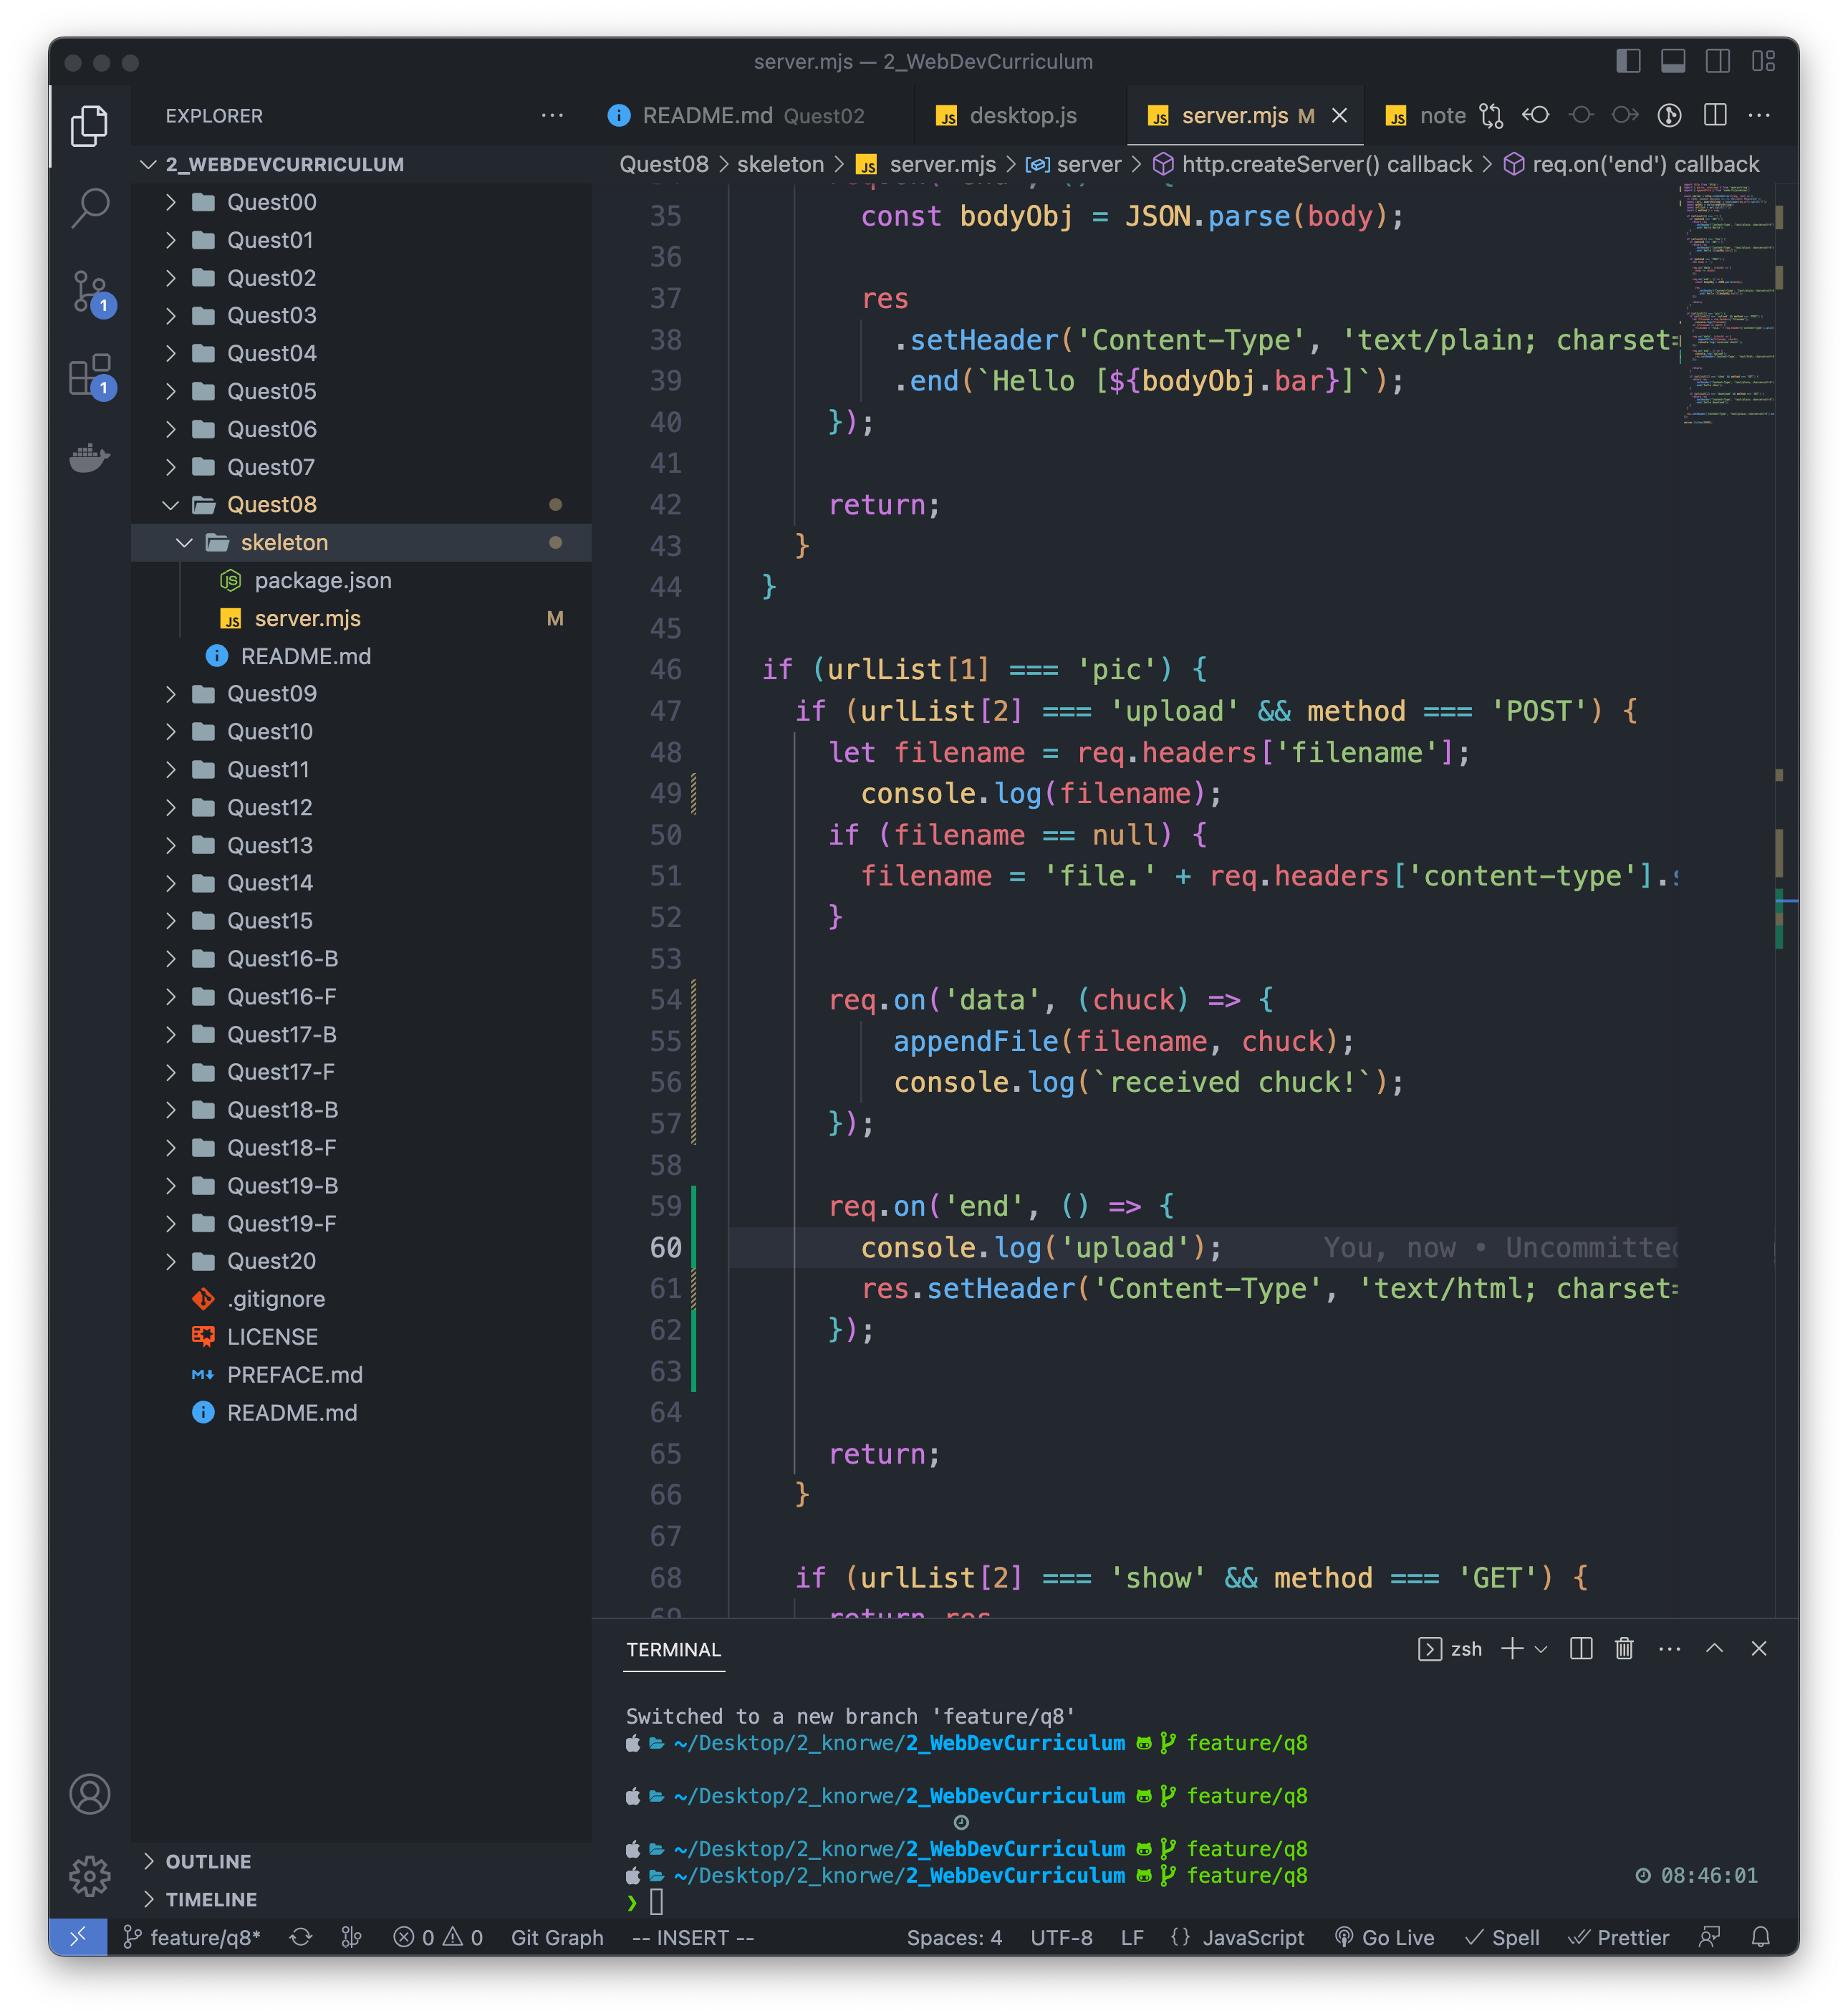 server.mjs — 2_WebDevCurriculum
EXPLORER
2_WEBDEVCURRICULUM
Quest00
Quest01
Quest02
Quest03
Quest04
Quest05
Quest06
Quest07
Quest08
skeleton
package.json
server.mjs M
README.md
Quest09
Quest10
Quest11
Quest12
Quest13
Quest14
Quest15
Quest16-B
Quest16-F
Quest17-B
Quest17-F
Quest18-B
Quest18-F
Quest19-B
Quest19-F
Quest20
.gitignore
LICENSE
PREFACE.md
README.md
OUTLINE
TIMELINE
1
1
README.md Quest02
desktop.js
server.mjs M
note
Quest08 > skeleton > server.mjs > server > http.createServer() callback > req.on('end') callback
35 const bodyObj = JSON.parse(body);
36
37 res
38 .setHeader('Content-Type', 'text/plain; charset=
39 .end(`Hello [${bodyObj.bar}]`);
40 });
41
42 return;
43 }
44 }
45
46 if (urlList[1] === 'pic') {
47 if (urlList[2] === 'upload' && method === 'POST') {
48 let filename = req.headers['filename'];
49 console.log(filename);
50 if (filename == null) {
51 filename = 'file.' + req.headers['content-type'].s
52 }
53
54 req.on('data', (chuck) => {
55 appendFile(filename, chuck);
56 console.log(`received chuck!`);
57 });
58
59 req.on('end', () => {
60 console.log('upload'); You, now • Uncommitted
61 res.setHeader('Content-Type', 'text/html; charset=
62 });
63
64
65 return;
66 }
67
68 if (urlList[2] === 'show' && method === 'GET') {
69 return res
TERMINAL
zsh
Switched to a new branch 'feature/q8'
~/Desktop/2_knorwe/2_WebDevCurriculum feature/q8
~/Desktop/2_knorwe/2_WebDevCurriculum feature/q8
~/Desktop/2_knorwe/2_WebDevCurriculum feature/q8
~/Desktop/2_knorwe/2_WebDevCurriculum feature/q8 08:46:01
❯
feature/q8* 0 0 Git Graph -- INSERT -- Spaces: 4 UTF-8 LF {} JavaScript Go Live Spell Prettier